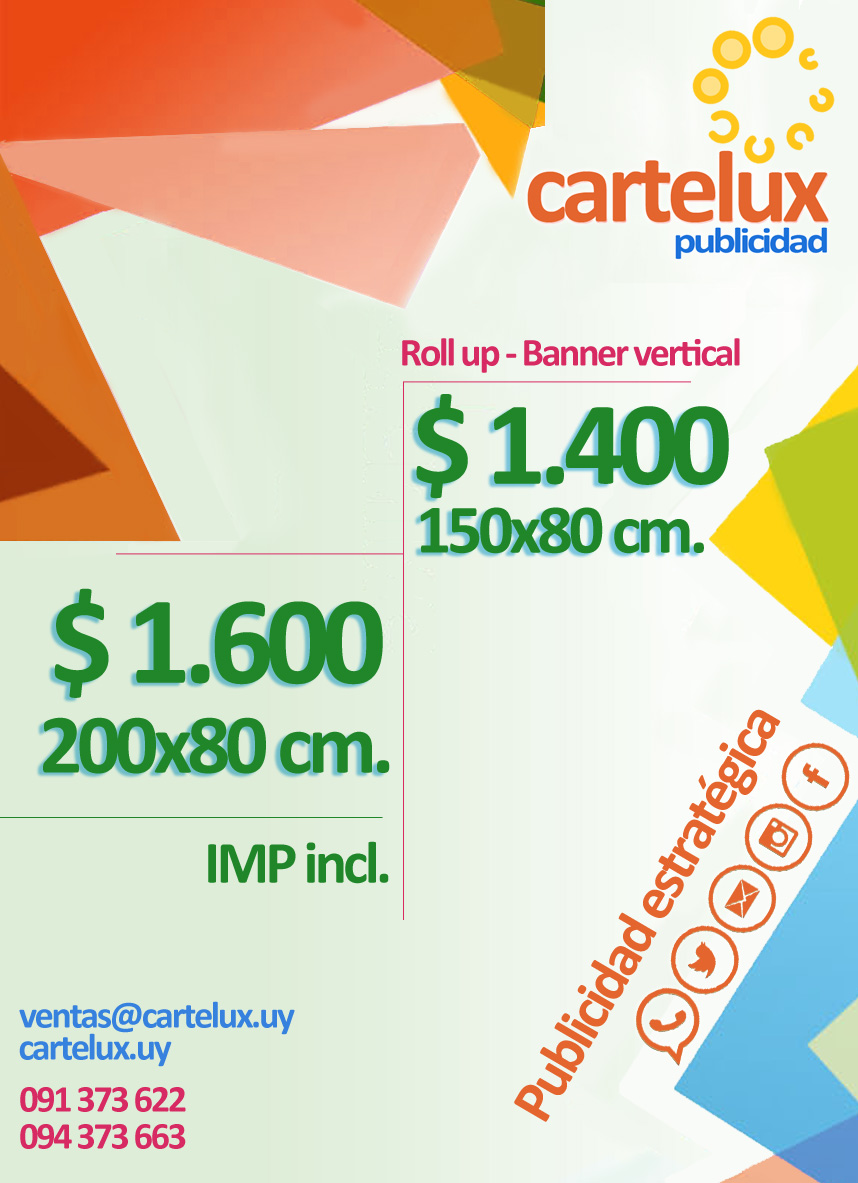 cartelux
publicidad
Roll up - Banner vertical
$ 1.400
150x80 cm.
$ 1.600
200x80 cm.
IMP incl.
Publicidad estratégica
ventas@cartelux.uy
cartelux.uy
091 373 622
094 373 663